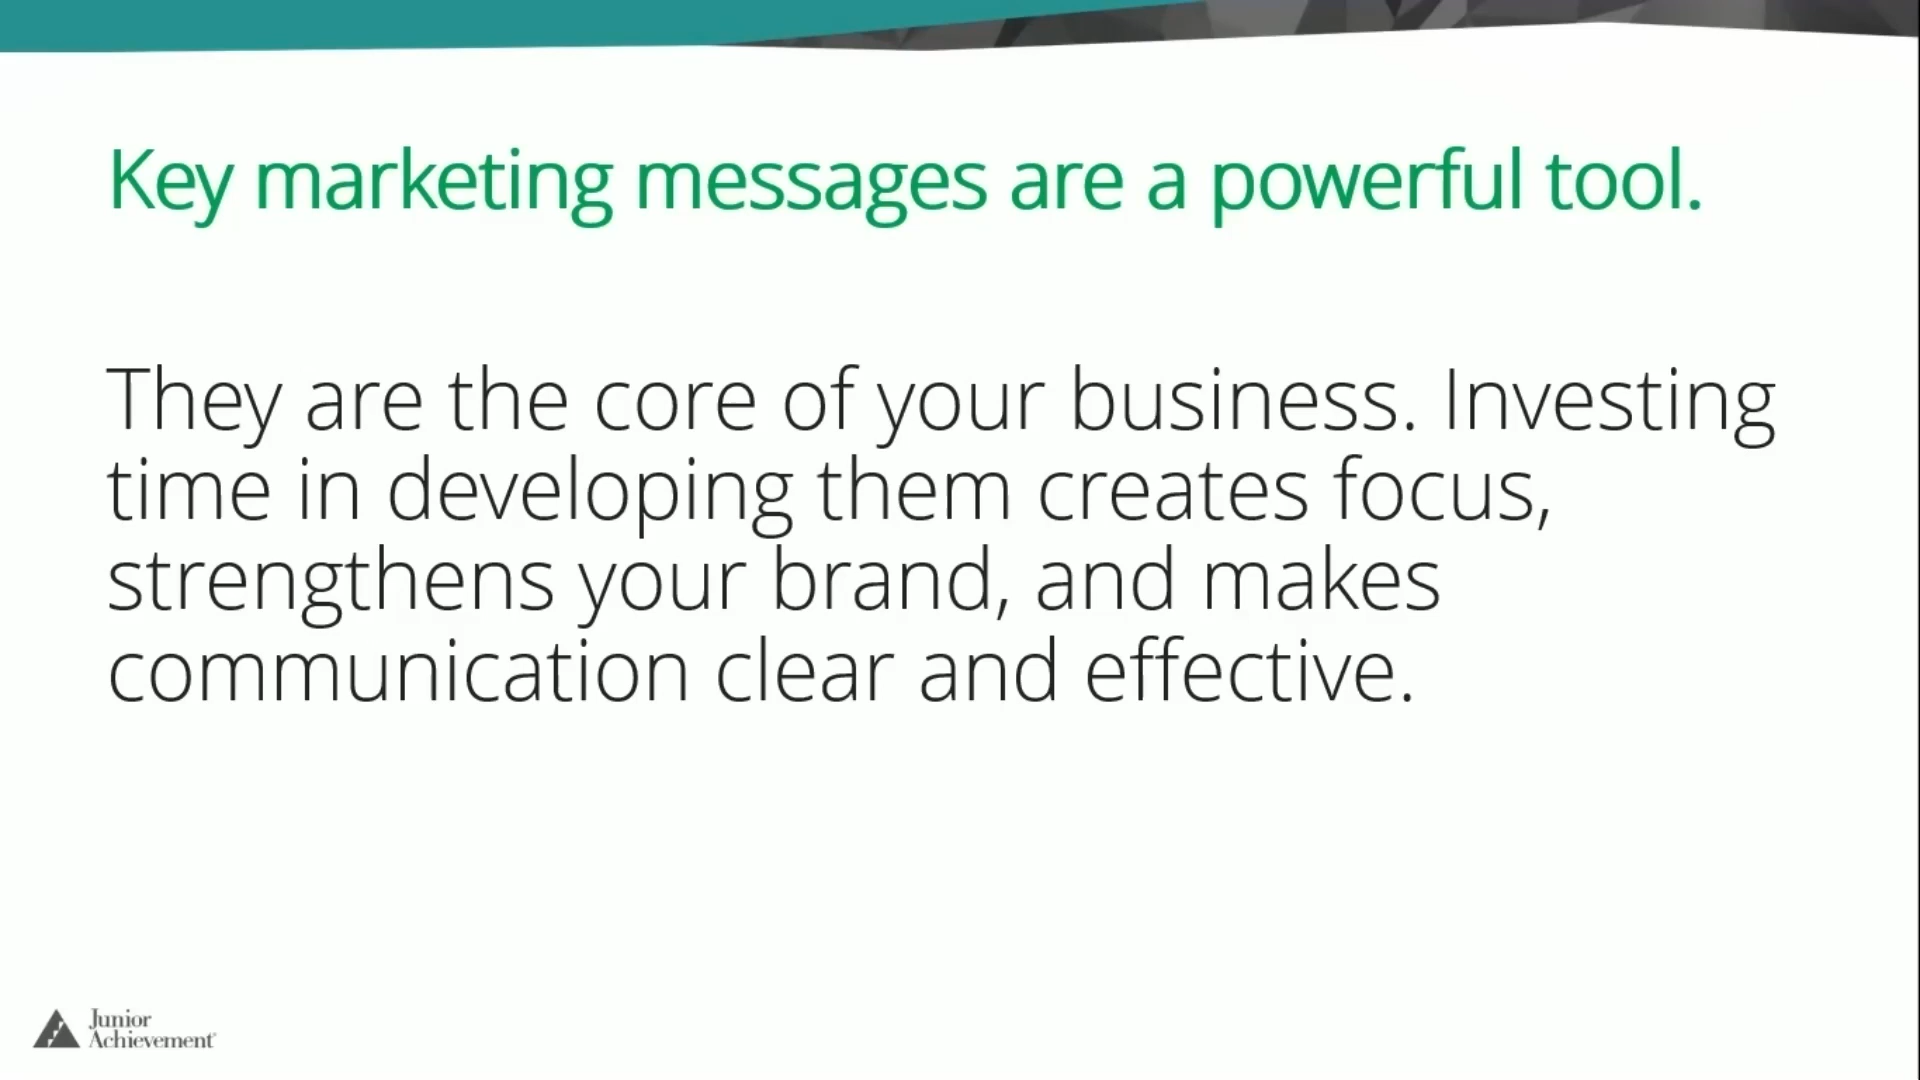 Key marketing messages are a powerful tool.
They are the core of your business. Investing
time in developing them creates focus,
strengthens your brand, and makes
communication clear and effective.
Junior
Achievement